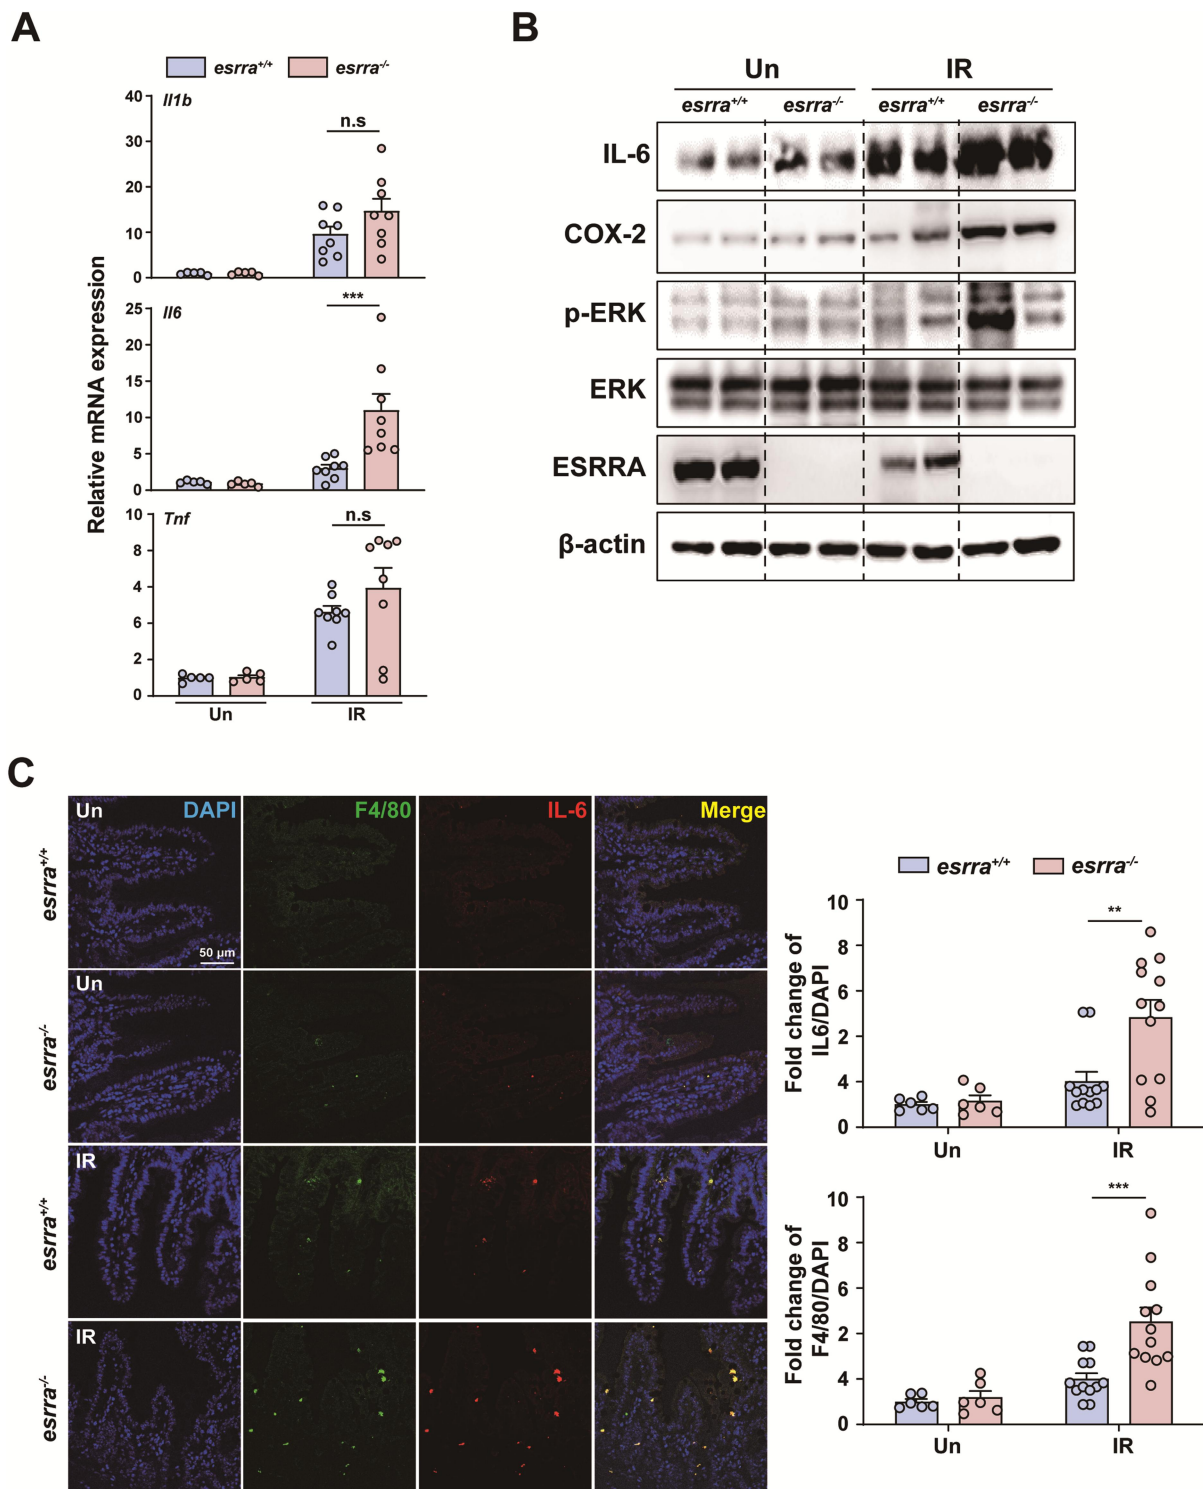 A
esrra+/+ esrra-/-
Relative mRNA expression
Il1b
40
30
20
10
0
n.s
Il6
25
20
15
10
5
0
***
Tnf
10
8
4
6
2
0
n.s
Un IR
B
Un IR
esrra+/+ esrra-/- esrra+/+ esrra-/-
IL-6
COX-2
p-ERK
ERK
ESRRA
β-actin
C
Un DAPI F4/80 IL-6 Merge
esrra+/+
50 µm
Un
esrra-/-
IR
esrra+/+
IR
esrra-/-
esrra+/+ esrra-/-
Fold change of
IL6/DAPI
10
8
6
2
4
0
**
Un IR
Fold change of
F4/80/DAPI
10
8
6
2
4
0
***
Un IR